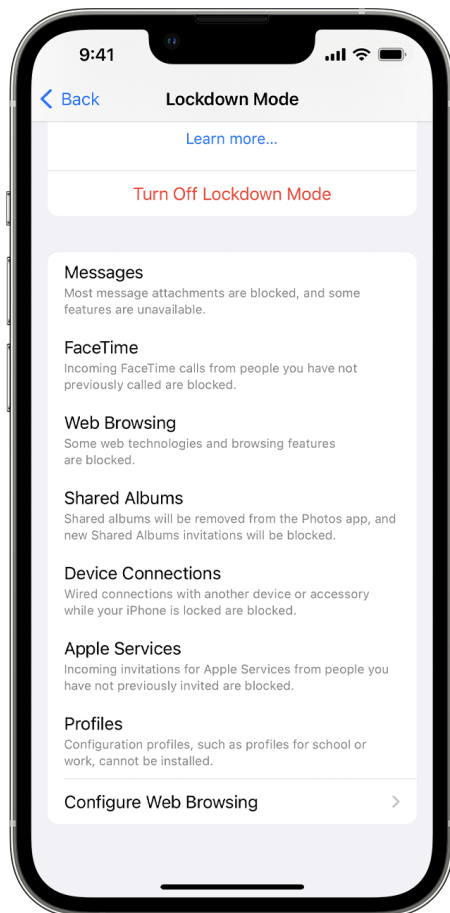 9:41
Back
Lockdown Mode
Learn more...
Turn Off Lockdown Mode
Messages
Most message attachments are blocked, and some
features are unavailable.
FaceTime
Incoming FaceTime calls from people you have not
previously called are blocked.
Web Browsing
Some web technologies and browsing features
are blocked.
Shared Albums
Shared albums will be removed from the Photos app, and
new Shared Albums invitations will be blocked.
Device Connections
Wired connections with another device or accessory
while your iPhone is locked are blocked.
Apple Services
Incoming invitations for Apple Services from people you
have not previously invited are blocked.
Profiles
Configuration profiles, such as profiles for school or
work, cannot be installed.
Configure Web Browsing